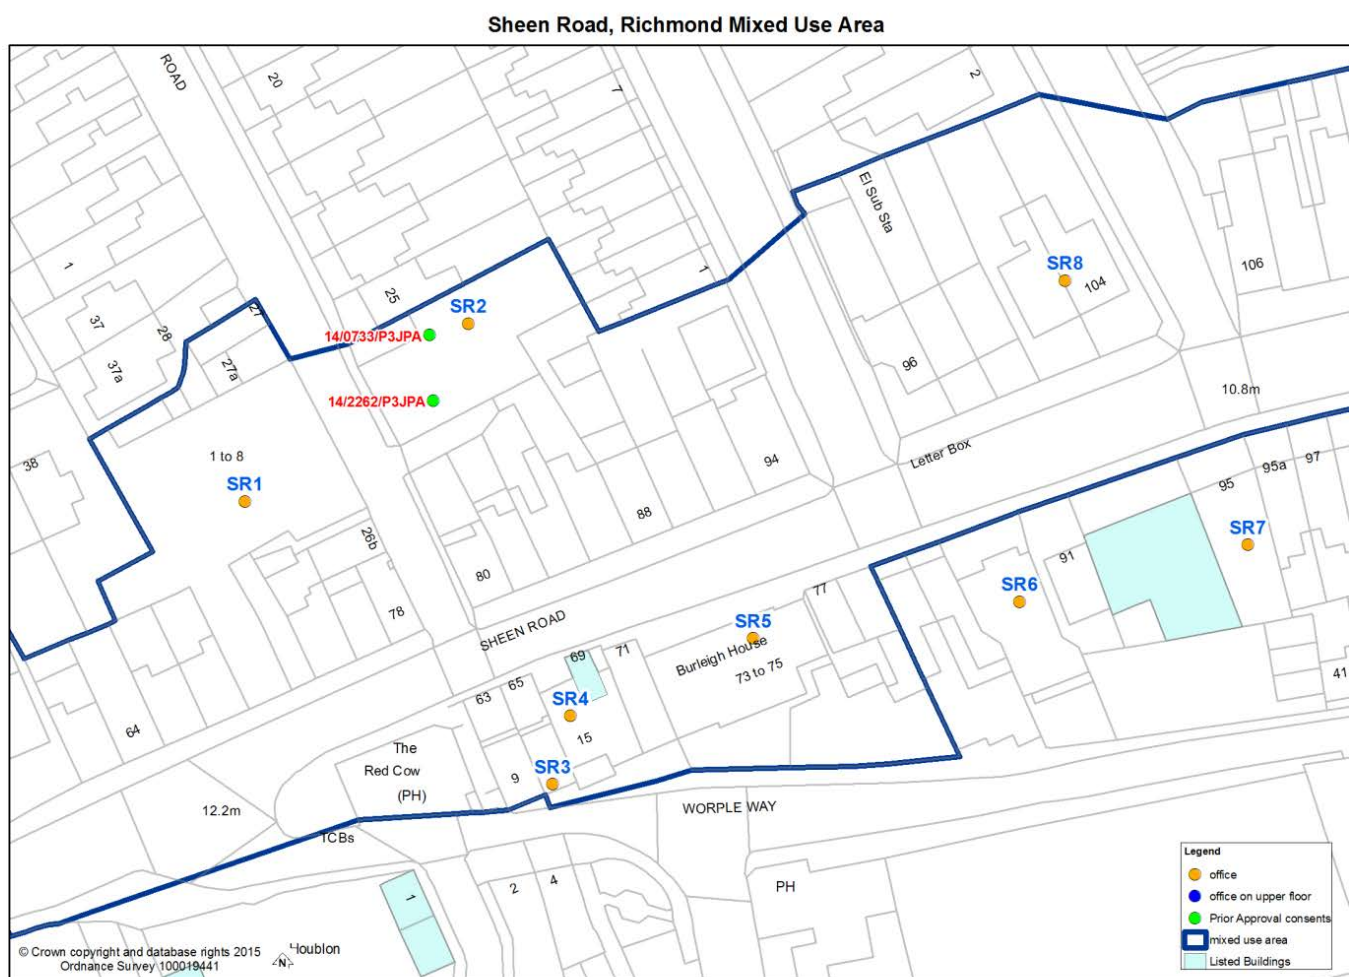 Sheen Road, Richmond Mixed Use Area
ROAD
20
7
2
El Sub Sta
1
1
25
SR2
SR8
104
106
37
28
27
37a
27a
14/0733/P3JPA
14/2262/P3JPA
96
10.8m
38
1 to 8
SR1
94
Letter Box
88
26b
95
95a
97
SR7
91
SR6
80
78
SHEEN ROAD
77
SR5
Burleigh House
73 to 75
69
71
65
63
SR4
15
41
64
The
Red Cow
(PH)
9
SR3
12.2m
WORPLE WAY
TCBs
2
4
PH
1
Houblon
N
Legend
office
office on upper floor
Prior Approval consents
mixed use area
Listed Buildings
© Crown copyright and database rights 2015
Ordnance Survey 100019441